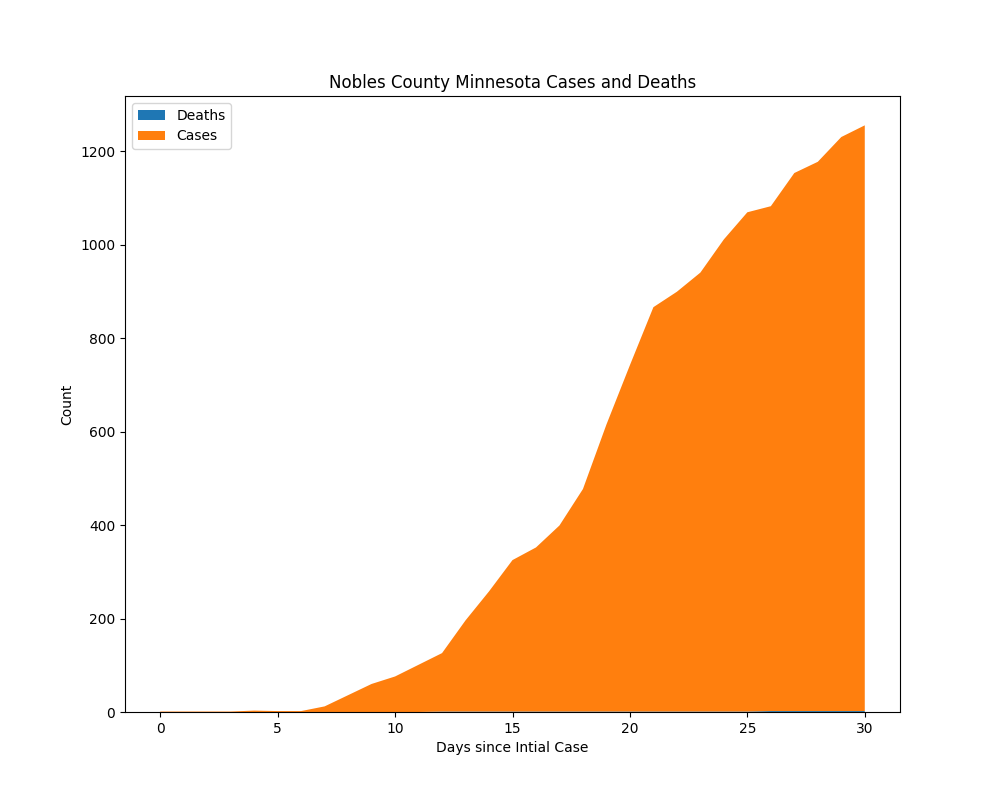 Nobles County Minnesota Cases and Deaths
Deaths
Cases
1200
1000
800
600
400
200
0
Count
0 5 10 15 20 25 30
Days since Intial Case